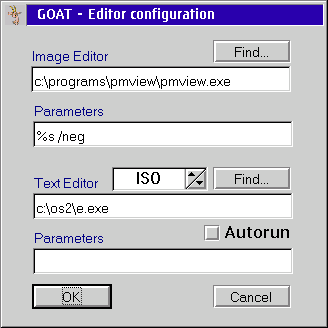 GOAT - Editor configuration
Image Editor Find...
c:\programs\pmview\pmview.exe
Parameters
%s /neg
Text Editor ISO Find...
c:\os2\e.exe
Parameters Autorun
OK Cancel